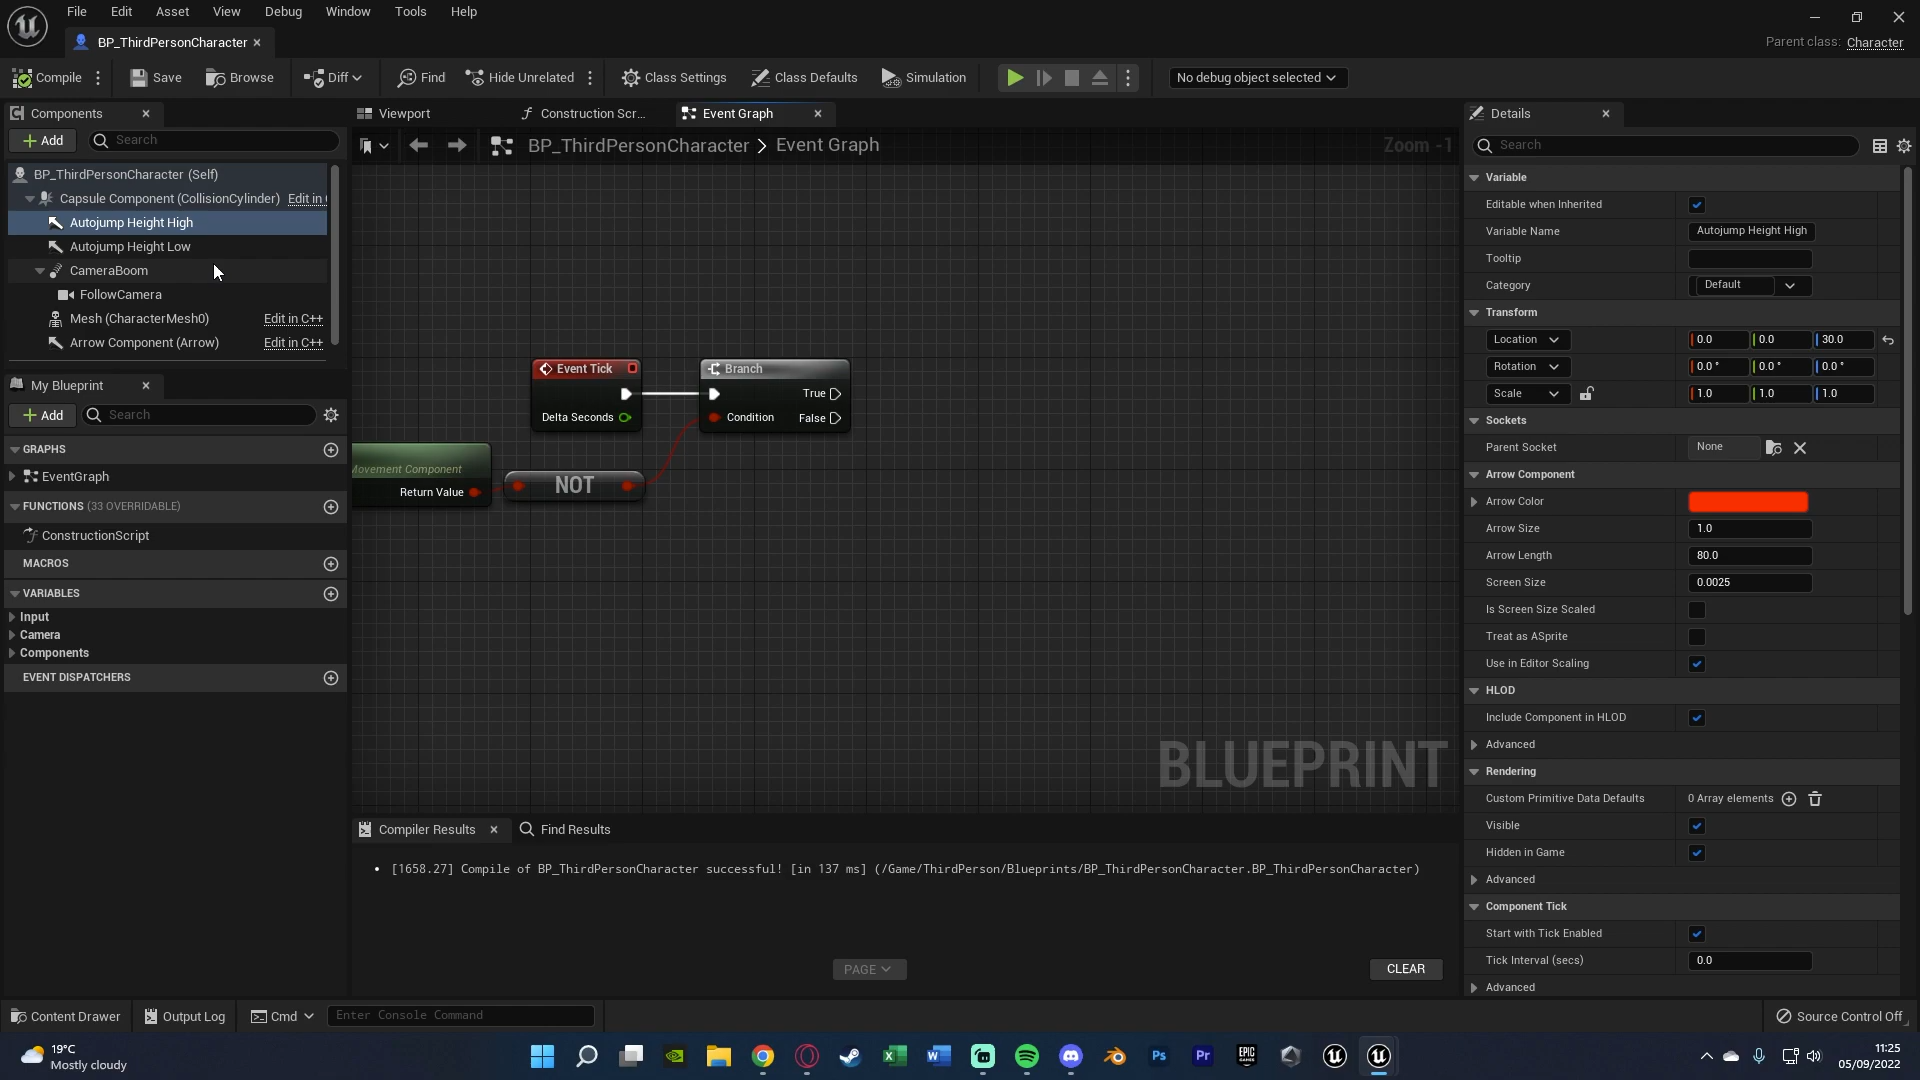 File Edit Asset View Debug Window Tools Help
BP_ThirdPersonCharacter
Parent class: Character
Compile Save Browse Diff Find Hide Unrelated Class Settings Class Defaults Simulation No debug object selected
Components
Add Search
BP_ThirdPersonCharacter (Self)
Capsule Component (CollisionCylinder) Edit in
Autojump Height High
Autojump Height Low
CameraBoom
FollowCamera
Mesh (CharacterMesh0) Edit in C++
Arrow Component (Arrow) Edit in C++
My Blueprint
Add Search
GRAPHS
EventGraph
FUNCTIONS (33 OVERRIDABLE)
ConstructionScript
MACROS
VARIABLES
Input
Camera
Components
EVENT DISPATCHERS
Viewport Construction Scr... Event Graph
BP_ThirdPersonCharacter > Event Graph Zoom -1
Event Tick
Delta Seconds
Branch
True
Condition False
Movement Component
Return Value
NOT
BLUEPRINT
Compiler Results Find Results
• [1658.27] Compile of BP_ThirdPersonCharacter successful! [in 137 ms] (/Game/ThirdPerson/Blueprints/BP_ThirdPersonCharacter.BP_ThirdPersonCharacter)
PAGE CLEAR
Details
Search
Variable
Editable when Inherited
Variable Name Autojump Height High
Tooltip
Category Default
Transform
Location 0.0 0.0 30.0
Rotation 0.0 ° 0.0 ° 0.0 °
Scale 1.0 1.0 1.0
Sockets
Parent Socket None
Arrow Component
Arrow Color
Arrow Size 1.0
Arrow Length 80.0
Screen Size 0.0025
Is Screen Size Scaled
Treat as ASprite
Use in Editor Scaling
HLOD
Include Component in HLOD
Advanced
Rendering
Custom Primitive Data Defaults 0 Array elements
Visible
Hidden in Game
Advanced
Component Tick
Start with Tick Enabled
Tick Interval (secs) 0.0
Advanced
Content Drawer Output Log Cmd Enter Console Command Source Control Off
19°C
Mostly cloudy
X W Ps Pr EPIC GAMES
11:25
05/09/2022